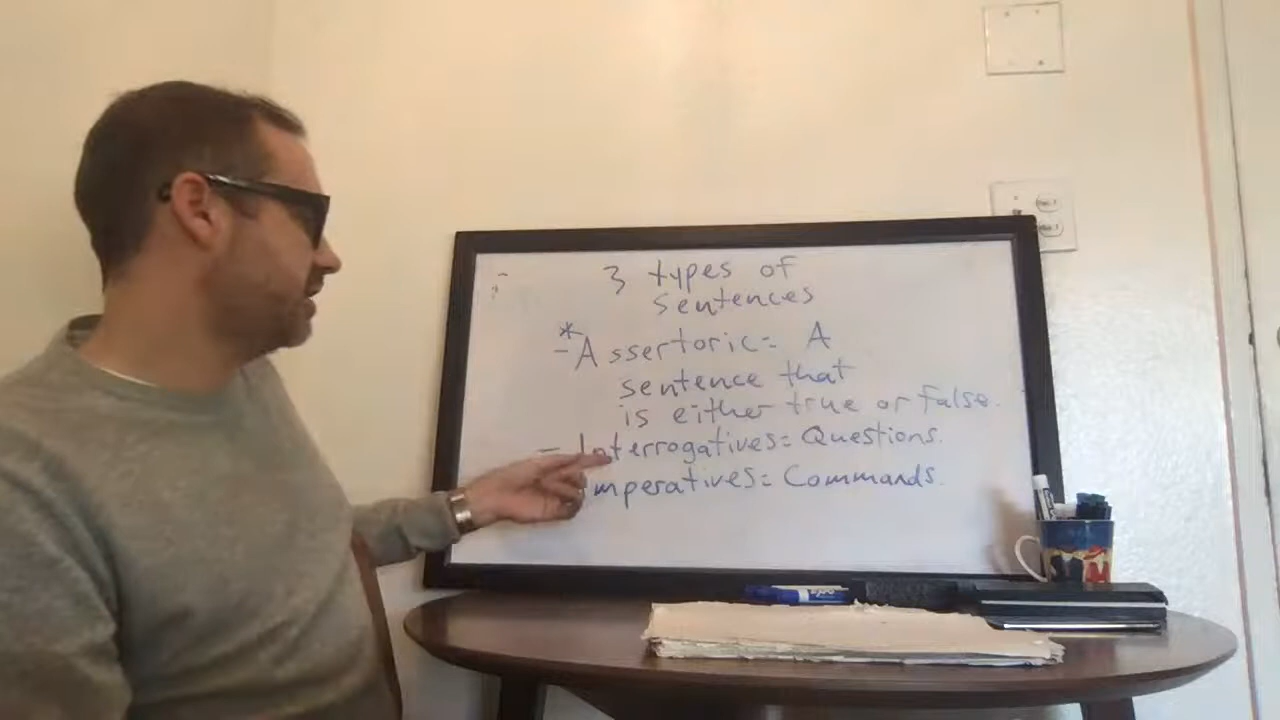 3 types of
sentences
*
- Assertoric = A
sentence that
is either true or false.
- Interrogatives = Questions.
Imperatives = Commands.